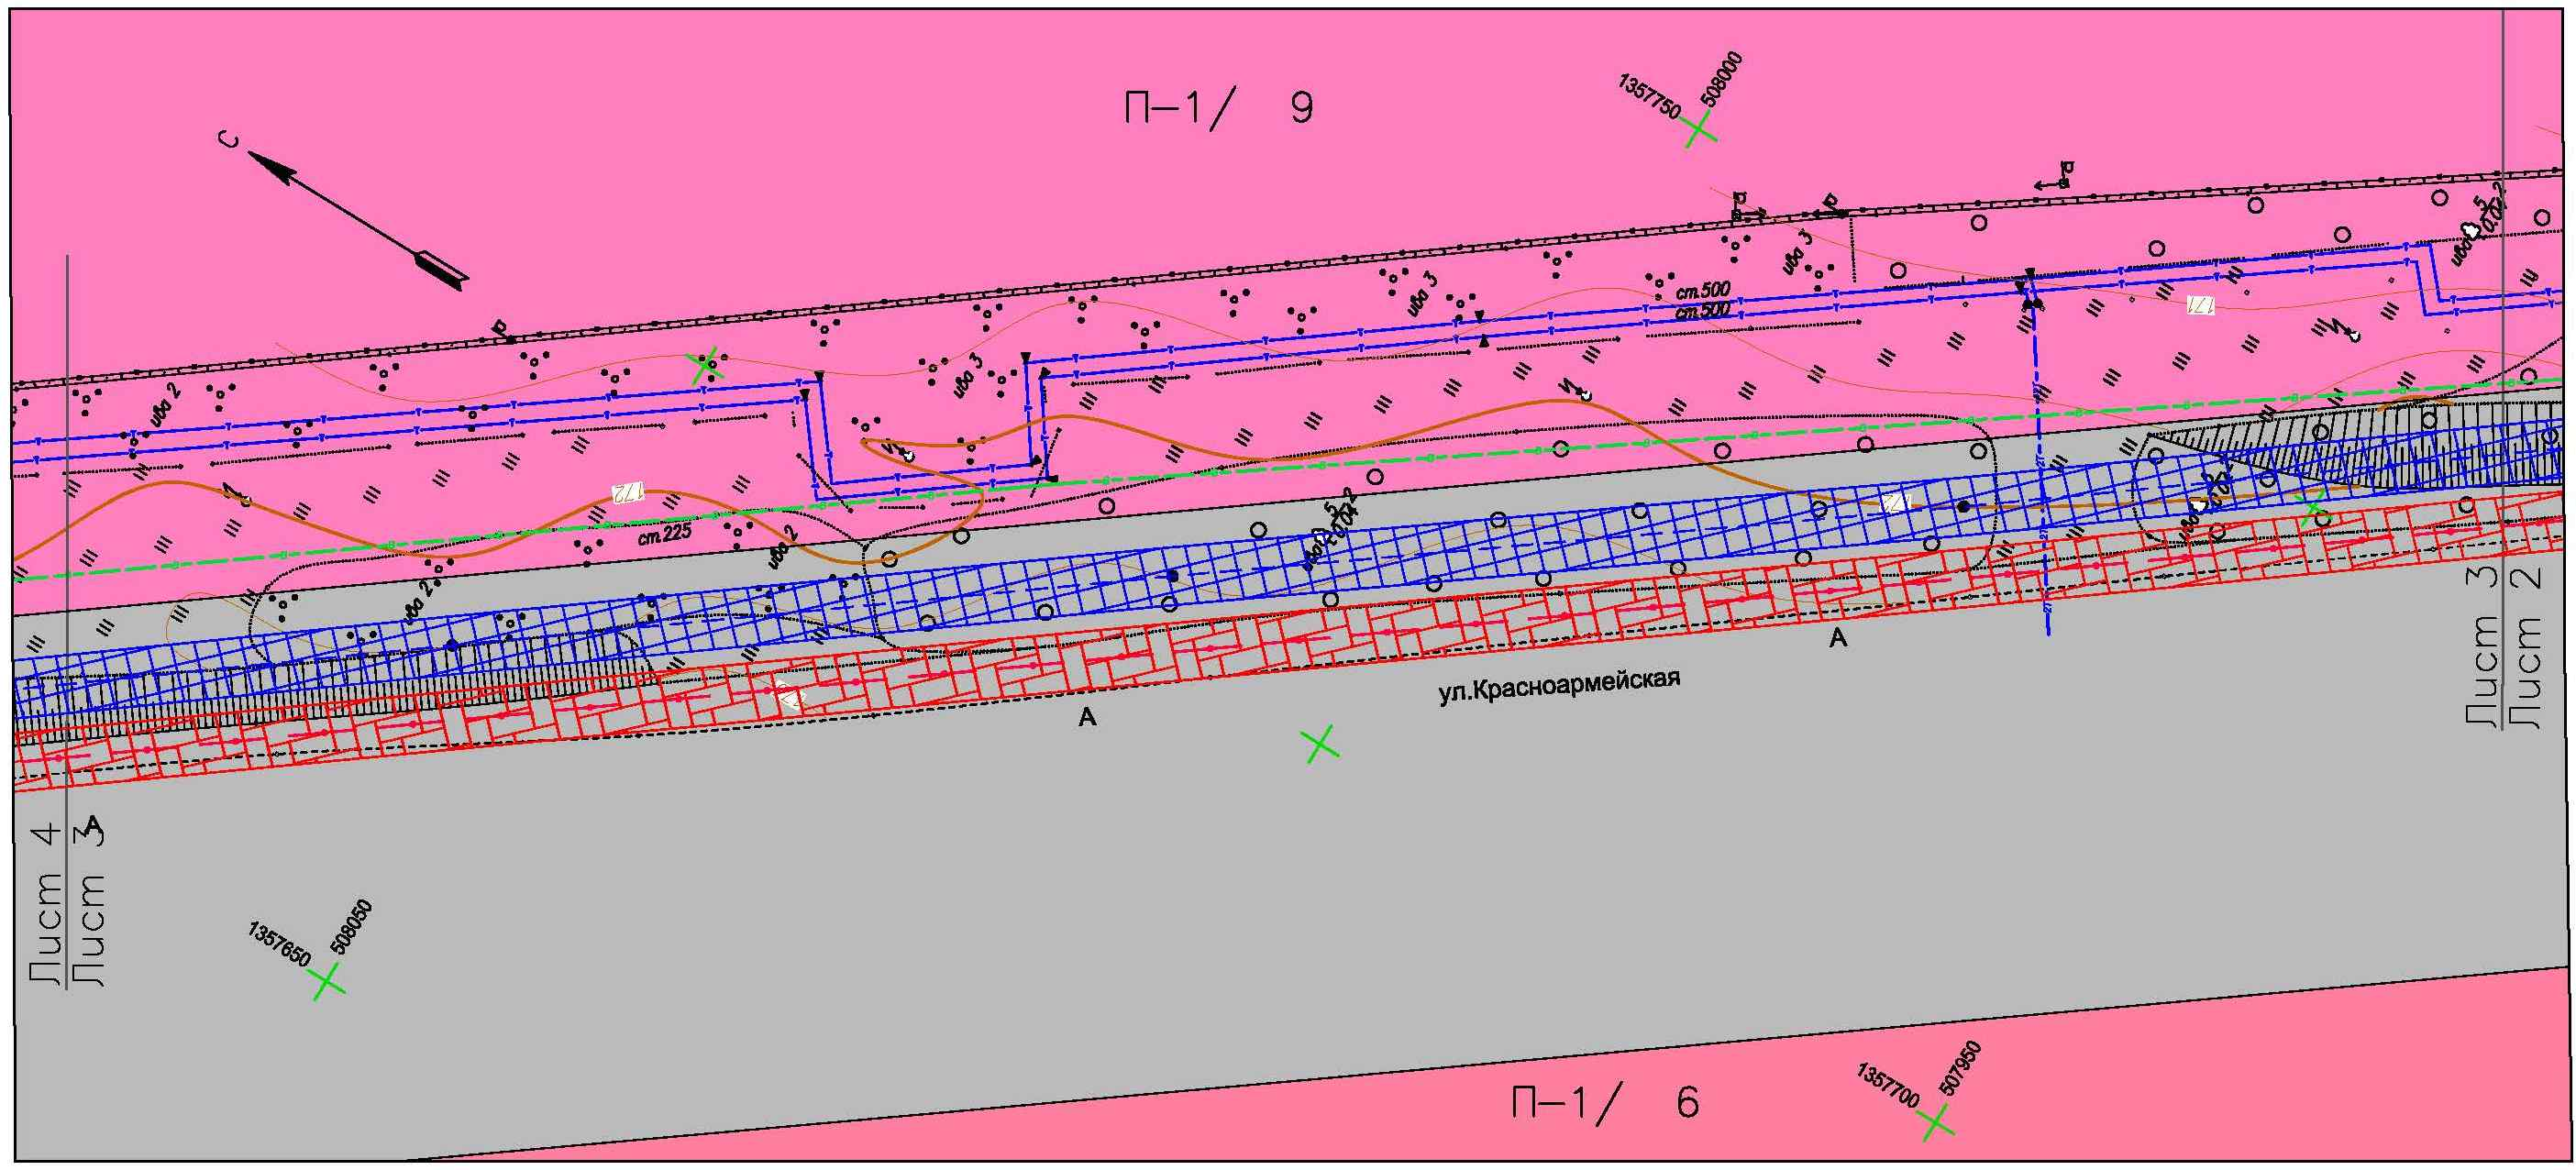 П-1/ 9
1357750
508000
С
ива 3
ива 3
ива 3
ива 2
ива 2
ива 2
ст.500
ст.500
171
172
ст.225
А
А
А
ул.Красноармейская
Лист 4
Лист 3
Лист 3
Лист 2
1357650
508050
П-1/ 6
1357700
507950